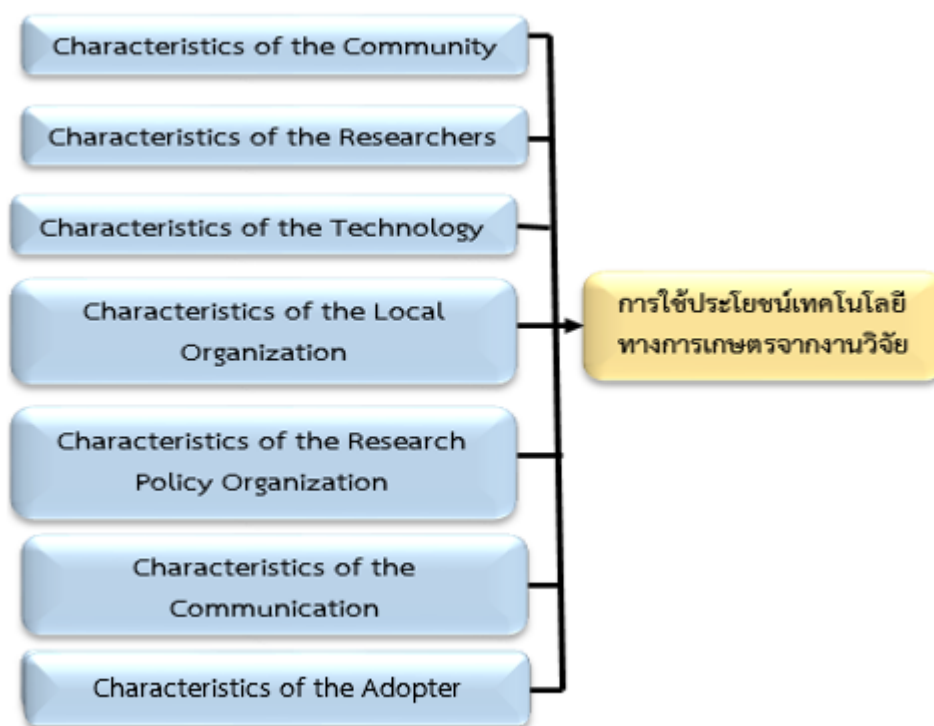 Characteristics of the Community
Characteristics of the Researchers
Characteristics of the Technology
Characteristics of the Local
Organization
Characteristics of the Research
Policy Organization
Characteristics of the
Communication
Characteristics of the Adopter
การใช้ประโยชน์เทคโนโลยี
ทางการเกษตรจากงานวิจัย